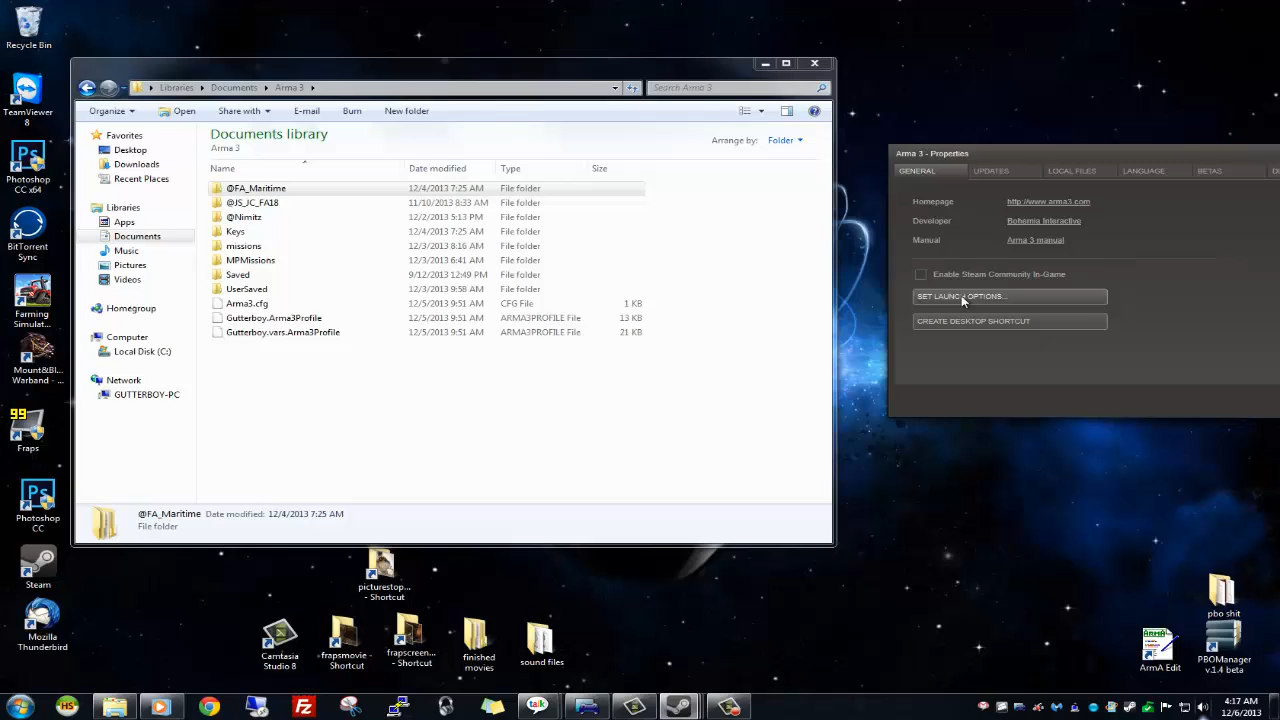 Recycle Bin
TeamViewer 8
Photoshop CC x64
BitTorrent Sync
Farming Simulat...
Mount&Bl... Warband - ...
99
Fraps
Photoshop CC
Steam
Mozilla Thunderbird
Libraries Documents Arma 3
Search Arma 3
Organize Open Share with E-mail Burn New folder
Favorites
Desktop
Downloads
Recent Places
Libraries
Apps
Documents
Music
Pictures
Videos
Homegroup
Computer
Local Disk (C:)
Network
GUTTERBOY-PC
Documents library
Arma 3
Arrange by: Folder
Name Date modified Type Size
@FA_Maritime 12/4/2013 7:25 AM File folder
@JS_JC_FA18 11/10/2013 8:33 AM File folder
@Nimitz 12/2/2013 5:13 PM File folder
Keys 12/4/2013 7:25 AM File folder
missions 12/3/2013 8:16 AM File folder
MPMissions 12/3/2013 6:41 AM File folder
Saved 9/12/2013 12:49 PM File folder
UserSaved 12/3/2013 9:58 AM File folder
Arma3.cfg 12/5/2013 9:51 AM CFG File 1 KB
Gutterboy.Arma3Profile 12/5/2013 9:51 AM ARMA3PROFILE File 13 KB
Gutterboy.vars.Arma3Profile 12/5/2013 9:51 AM ARMA3PROFILE File 21 KB
@FA_Maritime Date modified: 12/4/2013 7:25 AM
File folder
Arma 3 - Properties
GENERAL UPDATES LOCAL FILES LANGUAGE BETAS
Homepage http://www.arma3.com
Developer Bohemia Interactive
Manual Arma 3 manual
Enable Steam Community In-Game
SET LAUNCH OPTIONS...
CREATE DESKTOP SHORTCUT
picturestop... - Shortcut
Camtasia Studio 8
frapsmovie - Shortcut
frapscreen... - Shortcut
finished movies
sound files
pbo shit
ArmA Edit
PBOManager v.1.4 beta
HS
talk
4:17 AM
12/6/2013